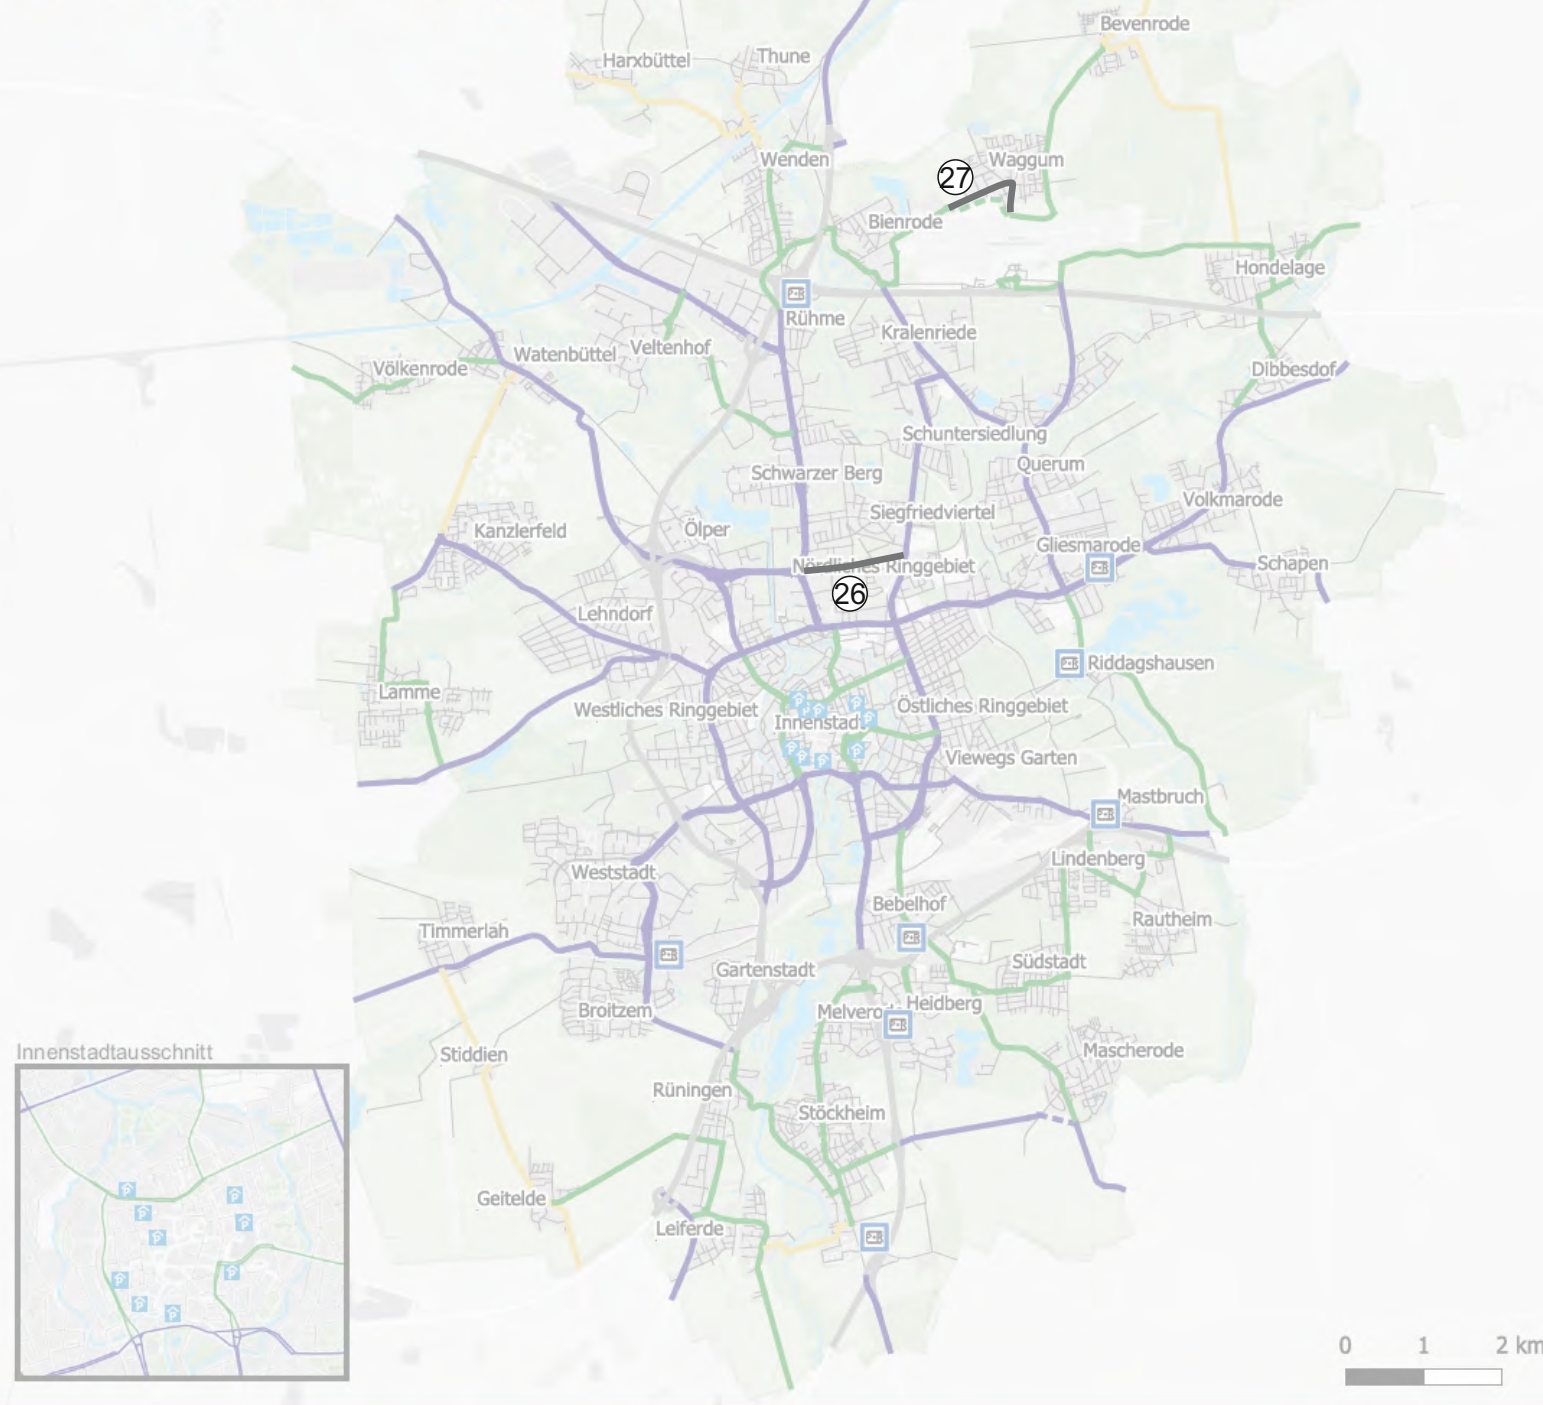 Bevenrode
Harxbüttel
Thune
Wenden
Waggum
27
Bienrode
Hondelage
Rühme
Kralenriede
Veltenhof
Watenbüttel
Völkenrode
Dibbesdorf
Schuntersiedlung
Querum
Schwarzer Berg
Volkmarode
Siegfriedviertel
Kanzlerfeld
Ölper
Gliesmarode
Nördliches Ringgebiet
Schapen
26
Lehndorf
Riddagshausen
Lamme
Westliches Ringgebiet
Östliches Ringgebiet
Innenstadt
Viewegs Garten
Mastbruch
Lindenberg
Weststadt
Bebelhof
Rautheim
Timmerlah
Südstadt
Gartenstadt
Heidberg
Broitzem
Melverode
Innenstadtausschnitt
Stiddien
Mascherode
Rüningen
Stöckheim
Geitelde
Leiferde
0 1 2 km